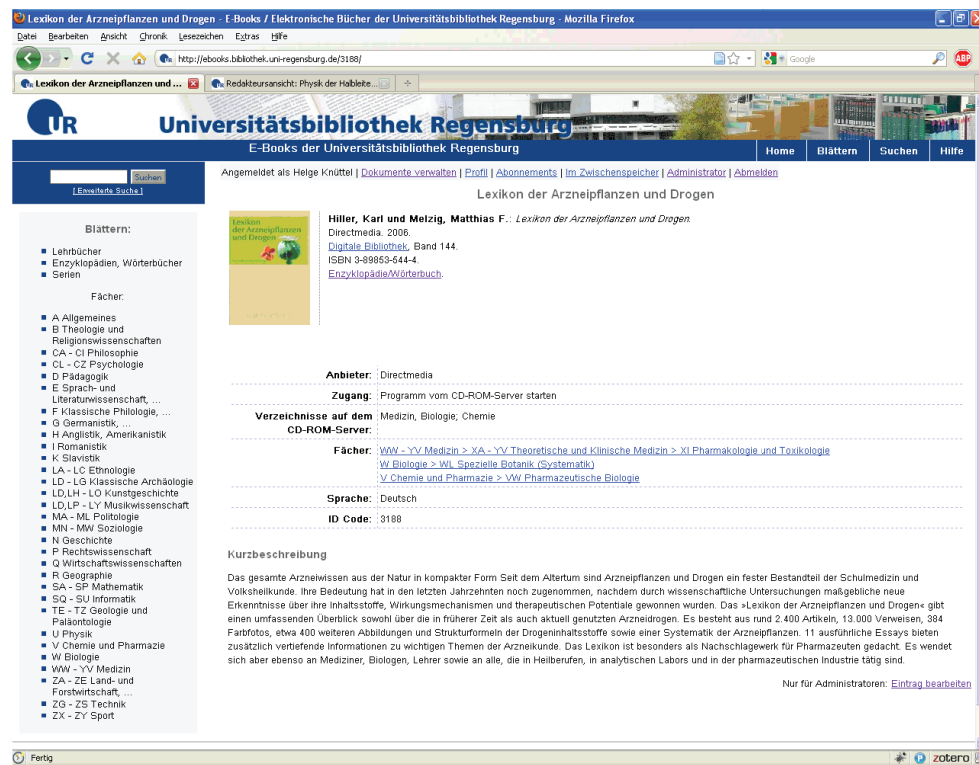 Lexikon der Arzneipflanzen und Drogen - E-Books / Elektronische Bücher der Universitätsbibliothek Regensburg - Mozilla Firefox
Datei Bearbeiten Ansicht Chronik Lesezeichen Extras Hilfe
http://ebooks.bibliothek.uni-regensburg.de/3188/
Google
ABP
Lexikon der Arzneipflanzen und ...
Redakteursansicht: Physik der Halbleite...
UR
Universitätsbibliothek Regensburg
E-Books der Universitätsbibliothek Regensburg
Home Blättern Suchen Hilfe
Suchen
[Erweiterte Suche]
Angemeldet als Helge Knüttel | Dokumente verwalten | Profil | Abonnements | Im Zwischenspeicher | Administrator | Abmelden
Lexikon der Arzneipflanzen und Drogen
Blättern:
Lehrbücher
Enzyklopädien, Wörterbücher
Serien
Fächer:
A Allgemeines
B Theologie und
Religionswissenschaften
CA - CI Philosophie
CL - CZ Psychologie
D Pädagogik
E Sprach- und
Literaturwissenschaft, ...
F Klassische Philologie, ...
G Germanistik, ...
H Anglistik, Amerikanistik
I Romanistik
K Slavistik
LA - LC Ethnologie
LD - LG Klassische Archäologie
LD,LH - LO Kunstgeschichte
LD,LP - LY Musikwissenschaft
MA - ML Politologie
MN - MW Soziologie
N Geschichte
P Rechtswissenschaft
Q Wirtschaftswissenschaften
R Geographie
SA - SP Mathematik
SQ - SU Informatik
TE - TZ Geologie und
Paläontologie
U Physik
V Chemie und Pharmazie
W Biologie
WW - YV Medizin
ZA - ZE Land- und
Forstwirtschaft, ...
ZG - ZS Technik
ZX - ZY Sport
Lexikon
der Arzneipflanzen
und Drogen
Hiller, Karl und Melzig, Matthias F.: Lexikon der Arzneipflanzen und Drogen.
Directmedia. 2006.
Digitale Bibliothek, Band 144.
ISBN 3-89853-544-4.
Enzyklopädie/Wörterbuch.
Anbieter: Directmedia
Zugang: Programm vom CD-ROM-Server starten
Verzeichnisse auf dem Medizin, Biologie; Chemie
CD-ROM-Server:
Fächer: WW - YV Medizin > XA - YV Theoretische und Klinische Medizin > XI Pharmakologie und Toxikologie
W Biologie > WL Spezielle Botanik (Systematik)
V Chemie und Pharmazie > VW Pharmazeutische Biologie
Sprache: Deutsch
ID Code: 3188
Kurzbeschreibung
Das gesamte Arzneiwissen aus der Natur in kompakter Form Seit dem Altertum sind Arzneipflanzen und Drogen ein fester Bestandteil der Schulmedizin und
Volksheilkunde. Ihre Bedeutung hat in den letzten Jahrzehnten noch zugenommen, nachdem durch wissenschaftliche Untersuchungen maßgebliche neue
Erkenntnisse über ihre Inhaltsstoffe, Wirkungsmechanismen und therapeutischen Potentiale gewonnen wurden. Das »Lexikon der Arzneipflanzen und Drogen« gibt
einen umfassenden Überblick sowohl über die in früherer Zeit als auch aktuell genutzten Arzneidrogen. Es besteht aus rund 2.400 Artikeln, 13.000 Verweisen, 384
Farbfotos, etwa 400 weiteren Abbildungen und Strukturformeln der Drogeninhaltsstoffe sowie einer Systematik der Arzneipflanzen. 11 ausführliche Essays bieten
zusätzlich vertiefende Informationen zu wichtigen Themen der Arzneikunde. Das Lexikon ist besonders als Nachschlagewerk für Pharmazeuten gedacht. Es wendet
sich aber ebenso an Mediziner, Biologen, Lehrer sowie an alle, die in Heilberufen, in analytischen Labors und in der pharmazeutischen Industrie tätig sind.
Nur für Administratoren: Eintrag bearbeiten
Fertig
zotero